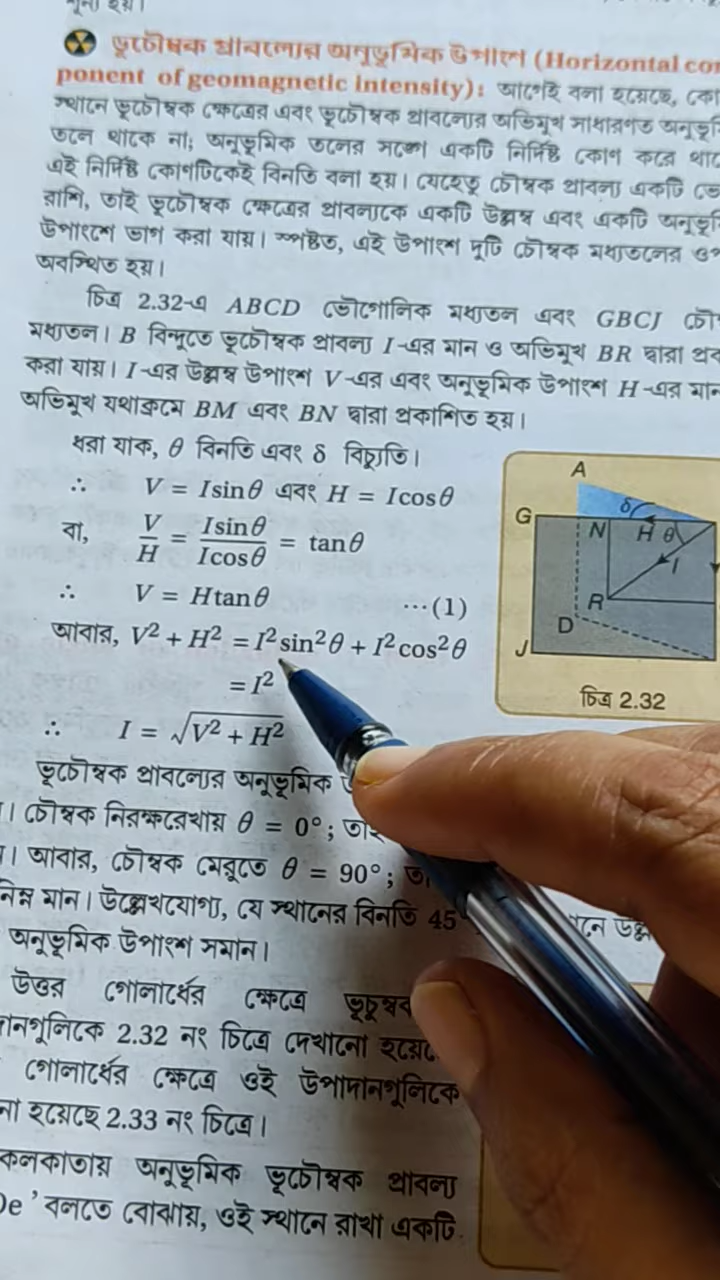 ভূচৌম্বক প্রাবল্যের অনুভূমিক উপাংশ (Horizontal com
ponent of geomagnetic intensity): আগেই বলা হয়েছে, কো
স্থানে ভূচৌম্বক ক্ষেত্রের এবং ভূচৌম্বক প্রাবল্যের অভিমুখ সাধারণত অনুভূমি
তলে থাকে না; অনুভূমিক তলের সঙ্গে একটি নির্দিষ্ট কোণ করে থা
এই নির্দিষ্ট কোণটিকেই বিনতি বলা হয়। যেহেতু চৌম্বক প্রাবল্য একটি ভে
রাশি, তাই ভূচৌম্বক ক্ষেত্রের প্রাবল্যকে একটি উল্লম্ব এবং একটি অনুভূমি
উপাংশে ভাগ করা যায়। স্পষ্টত, এই উপাংশ দুটি চৌম্বক মধ্যতলের ওপ
অবস্থিত হয়।
চিত্র 2.32-এ ABCD ভৌগোলিক মধ্যতল এবং GBCJ চৌ
মধ্যতল। B বিন্দুতে ভূচৌম্বক প্রাবল্য I-এর মান ও অভিমুখ BR দ্বারা প্র
করা যায়। I-এর উল্লম্ব উপাংশ V-এর এবং অনুভূমিক উপাংশ H-এর মান
অভিমুখ যথাক্রমে BM এবং BN দ্বারা প্রকাশিত হয়।
ধরা যাক, θ বিনতি এবং δ বিচ্যুতি।
∴ V = Isinθ এবং H = Icosθ
বা, V/H = Isinθ/Icosθ = tanθ
∴ V = Htanθ ...(1)
আবার, V² + H² = I²sin²θ + I²cos²θ
= I²
∴ I = √(V² + H²)
A
G δ
N H θ
I
R
D
J
চিত্র 2.32
ভূচৌম্বক প্রাবল্যের অনুভূমিক
। চৌম্বক নিরক্ষরেখায় θ = 0°; তাই
। আবার, চৌম্বক মেরুতে θ = 90°; তা
নিম্ন মান। উল্লেখযোগ্য, যে স্থানের বিনতি 45 ানে উল্ল
অনুভূমিক উপাংশ সমান।
উত্তর গোলার্ধের ক্ষেত্রে ভূচুম্বক
দানগুলিকে 2.32 নং চিত্রে দেখানো হয়েছে
গোলার্ধের ক্ষেত্রে ওই উপাদানগুলিকে
না হয়েছে 2.33 নং চিত্রে।
কলকাতায় অনুভূমিক ভূচৌম্বক প্রাবল্য
Oe ' বলতে বোঝায়, ওই স্থানে রাখা একটি